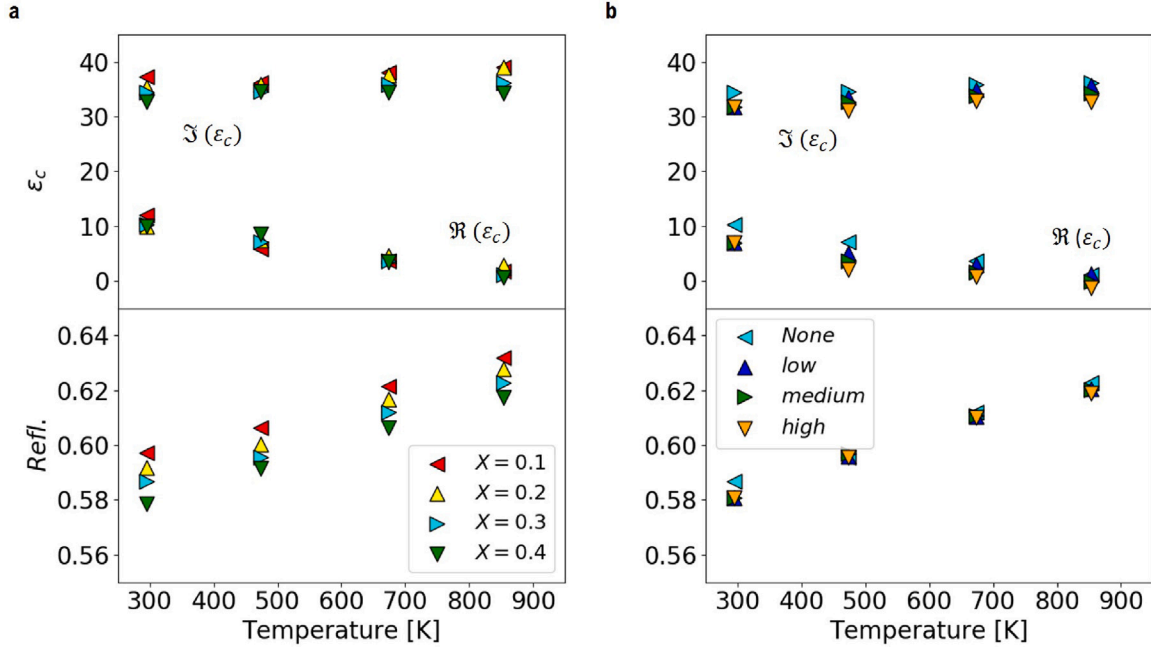 a
40
30
20
10
0
ε_c
ℑ (ε_c)
ℜ (ε_c)
0.64
0.62
0.60
0.58
0.56
Refl.
X = 0.1
X = 0.2
X = 0.3
X = 0.4
300 400 500 600 700 800 900
Temperature [K]
b
40
30
20
10
0
ℑ (ε_c)
ℜ (ε_c)
0.64
0.62
0.60
0.58
0.56
None
low
medium
high
300 400 500 600 700 800 900
Temperature [K]